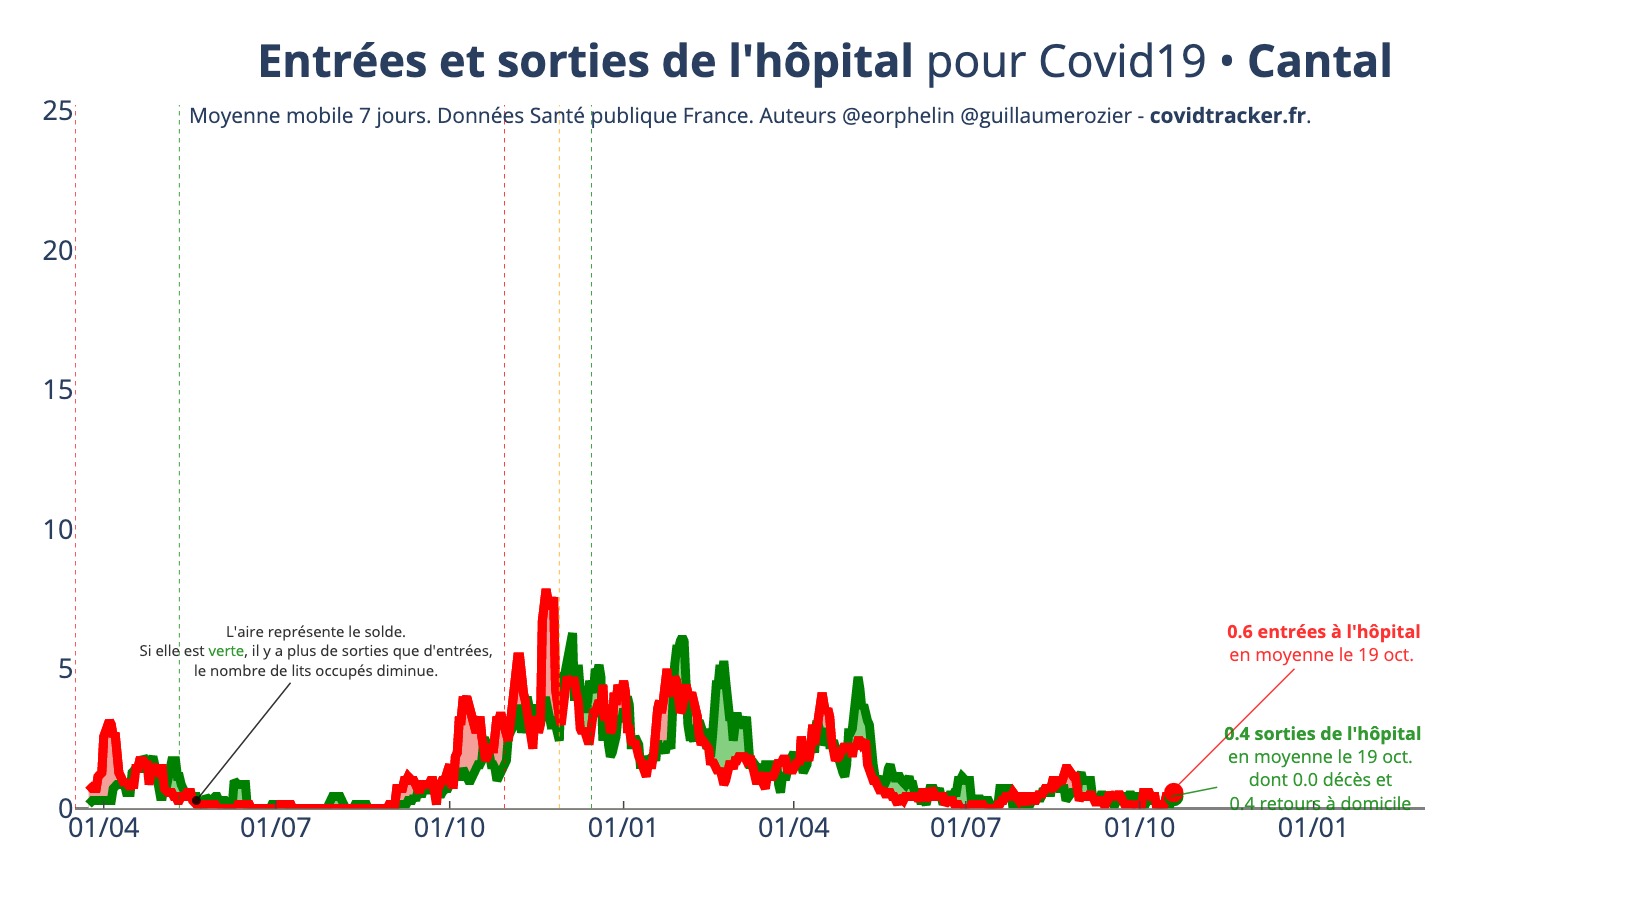 Entrées et sorties de l'hôpital pour Covid19 • Cantal
Moyenne mobile 7 jours. Données Santé publique France. Auteurs @eorphelin @guillaumerozier - covidtracker.fr.
25
20
15
10
5
0
L'aire représente le solde.
Si elle est verte, il y a plus de sorties que d'entrées,
le nombre de lits occupés diminue.
0.6 entrées à l'hôpital
en moyenne le 19 oct.
0.4 sorties de l'hôpital
en moyenne le 19 oct.
dont 0.0 décès et
0.4 retours à domicile
01/04
01/07
01/10
01/01
01/04
01/07
01/10
01/01